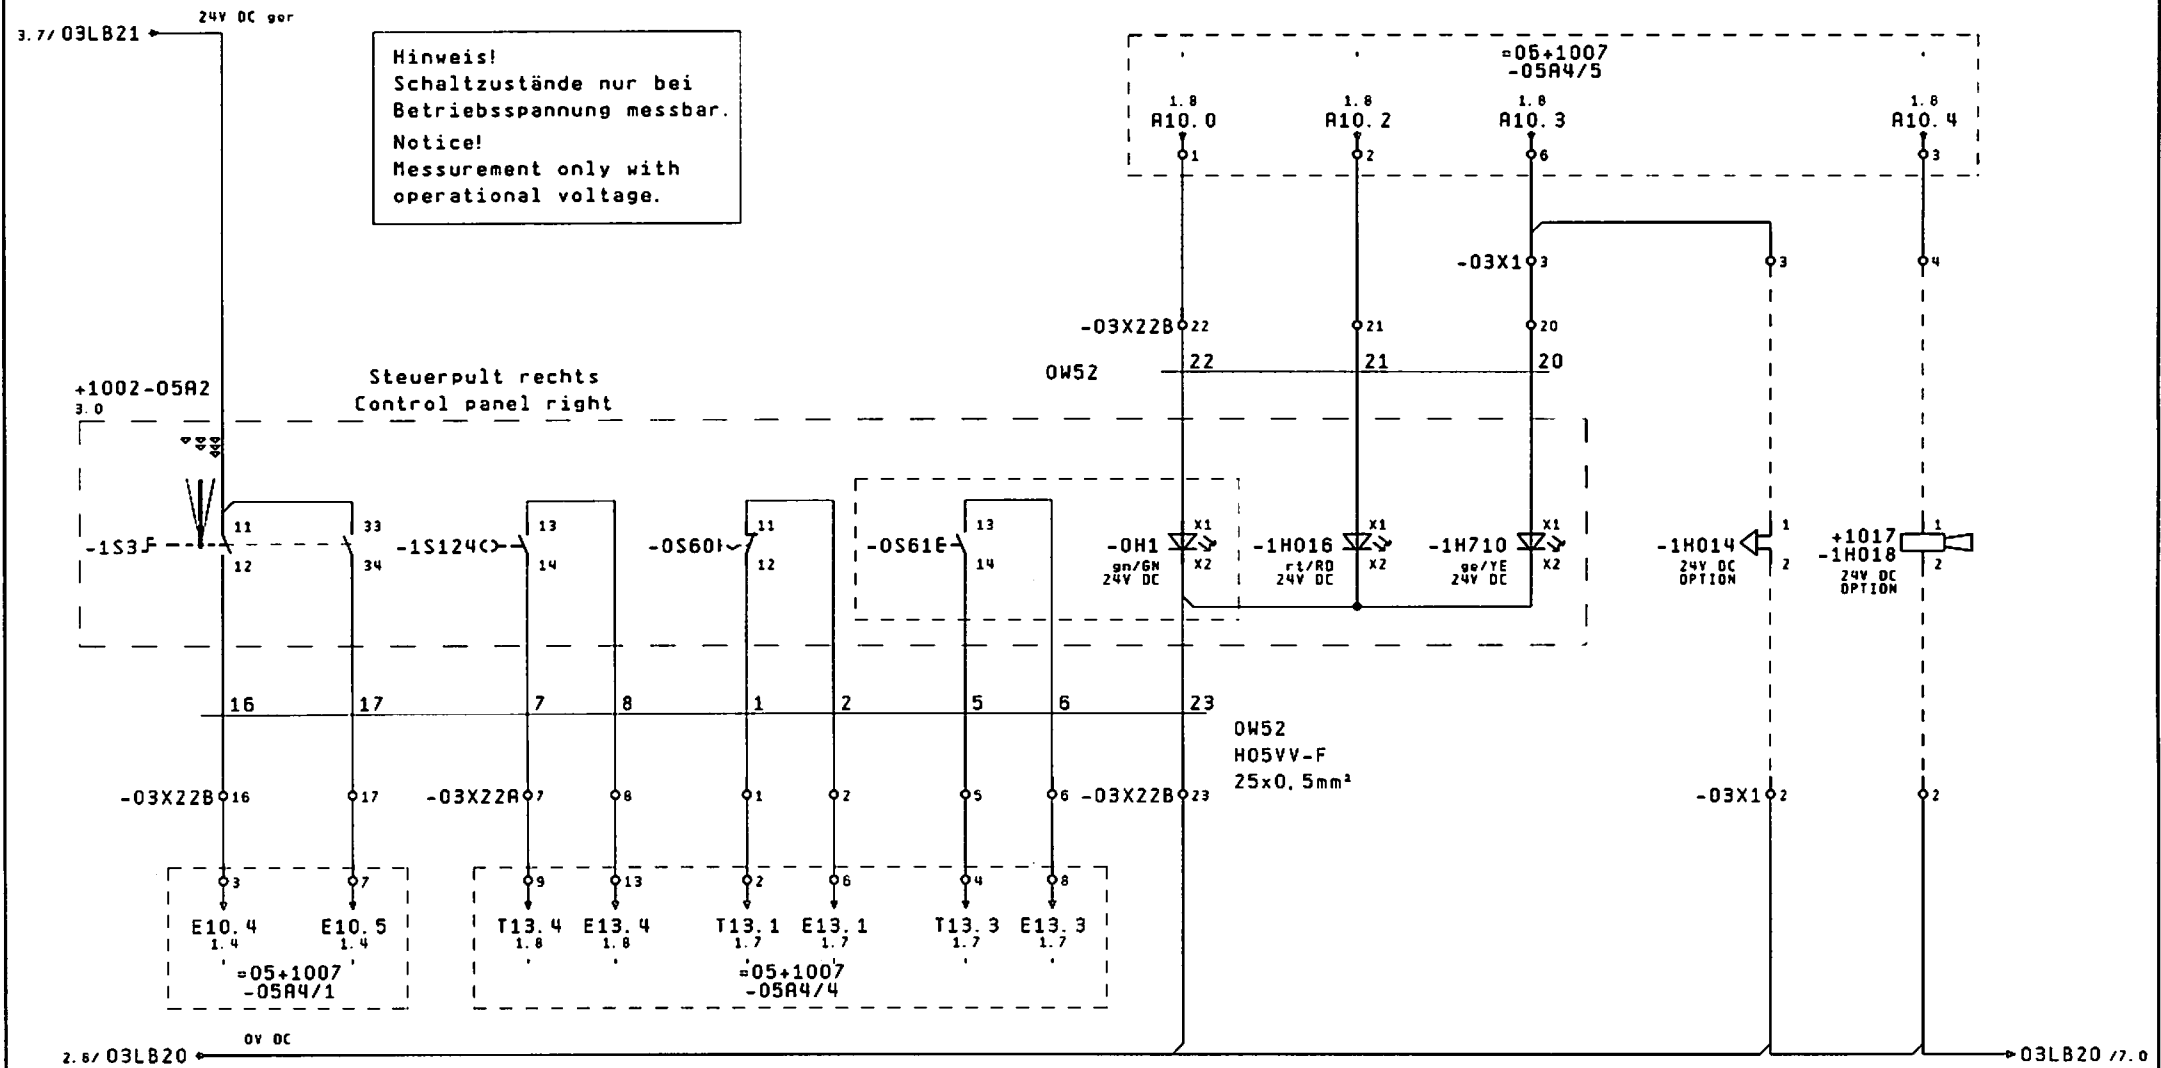 24V DC ger
3.7/ 03LB21
Hinweis!
Schaltzustände nur bei
Betriebsspannung messbar.
Notice!
Messurement only with
operational voltage.
=05+1007
-05A4/5
1.8 1.8 1.8 1.8
A10.0 A10.2 A10.3 A10.4
1 2 6 3
-03X1 3 3 4
-03X22B 22 21 20
0W52 22 21 20
+1002-05A2
3.0
Steuerpult rechts
Control panel right
11 33 13 11 13 X1 X1 X1 1 1
-1S3 -1S124 -0S60 -0S61 -0H1 -1H016 -1H710 -1H014 +1017
-1H018
12 34 14 12 14 X2 X2 X2 2 2
gn/GN rt/RD ge/YE 24V DC 24V DC
24V DC 24V DC 24V DC OPTION OPTION
16 17 7 8 1 2 5 6 23
0W52
H05VV-F
25x0,5mm²
-03X22B 16 17 -03X22A 7 8 1 2 5 6 -03X22B 23 -03X1 2 2
3 7 9 13 2 6 4 8
E10.4 E10.5 T13.4 E13.4 T13.1 E13.1 T13.3 E13.3
1.4 1.4 1.8 1.8 1.7 1.7 1.7 1.7
=05+1007 =05+1007
-05A4/1 -05A4/4
0V DC
2.8/ 03LB20 03LB20 /7.0